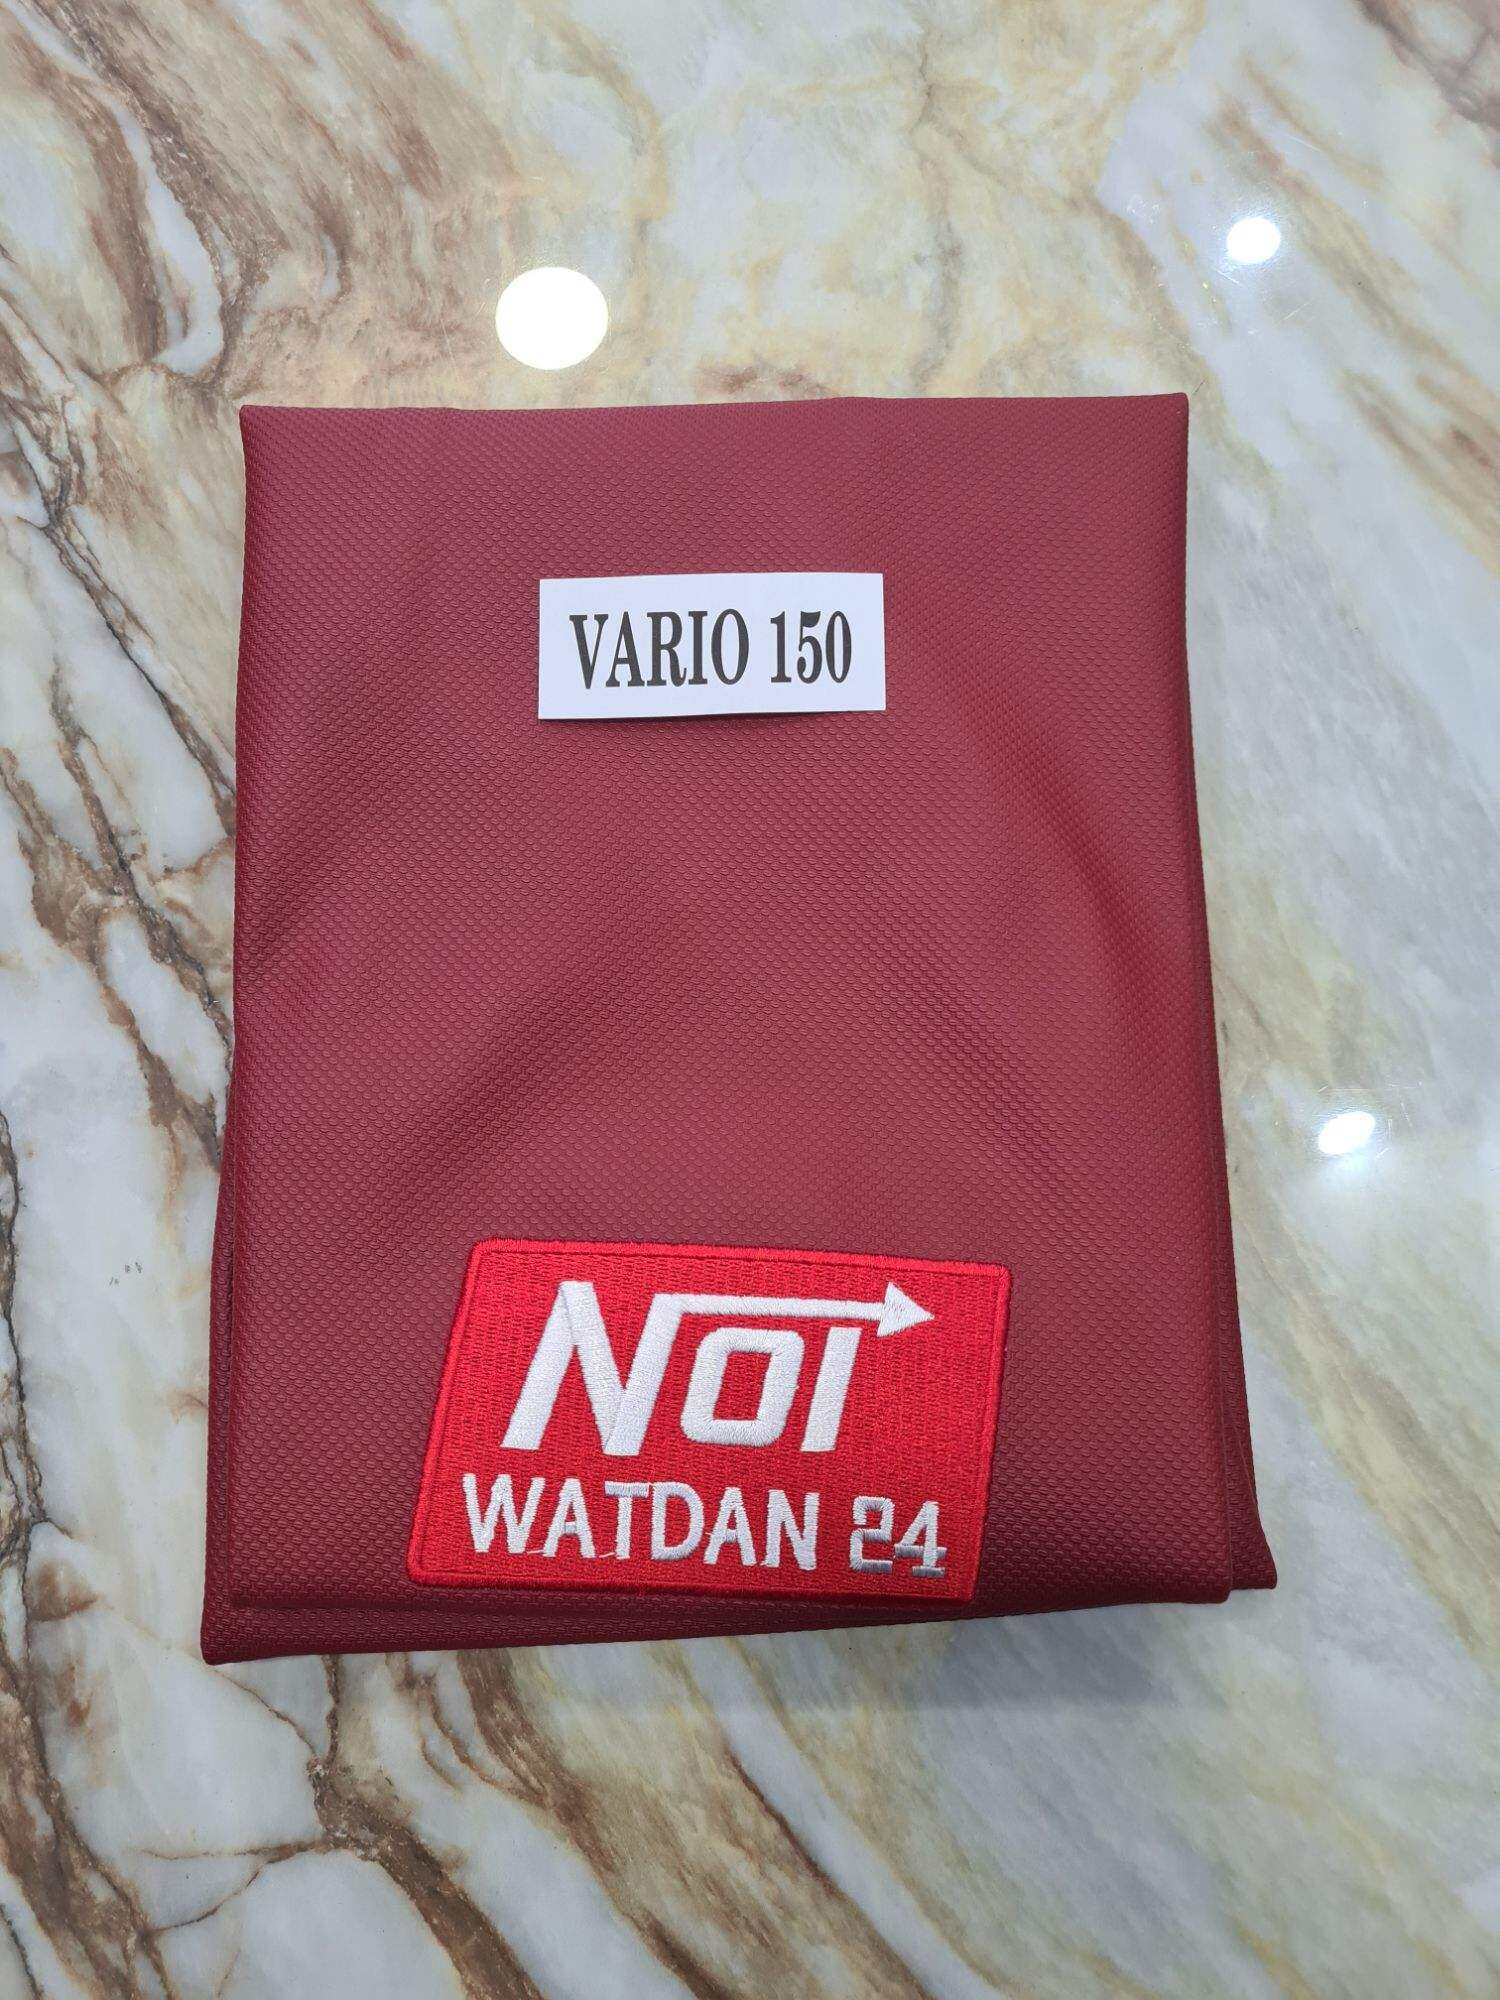 VARIO 150
NOI
WATDAN 24